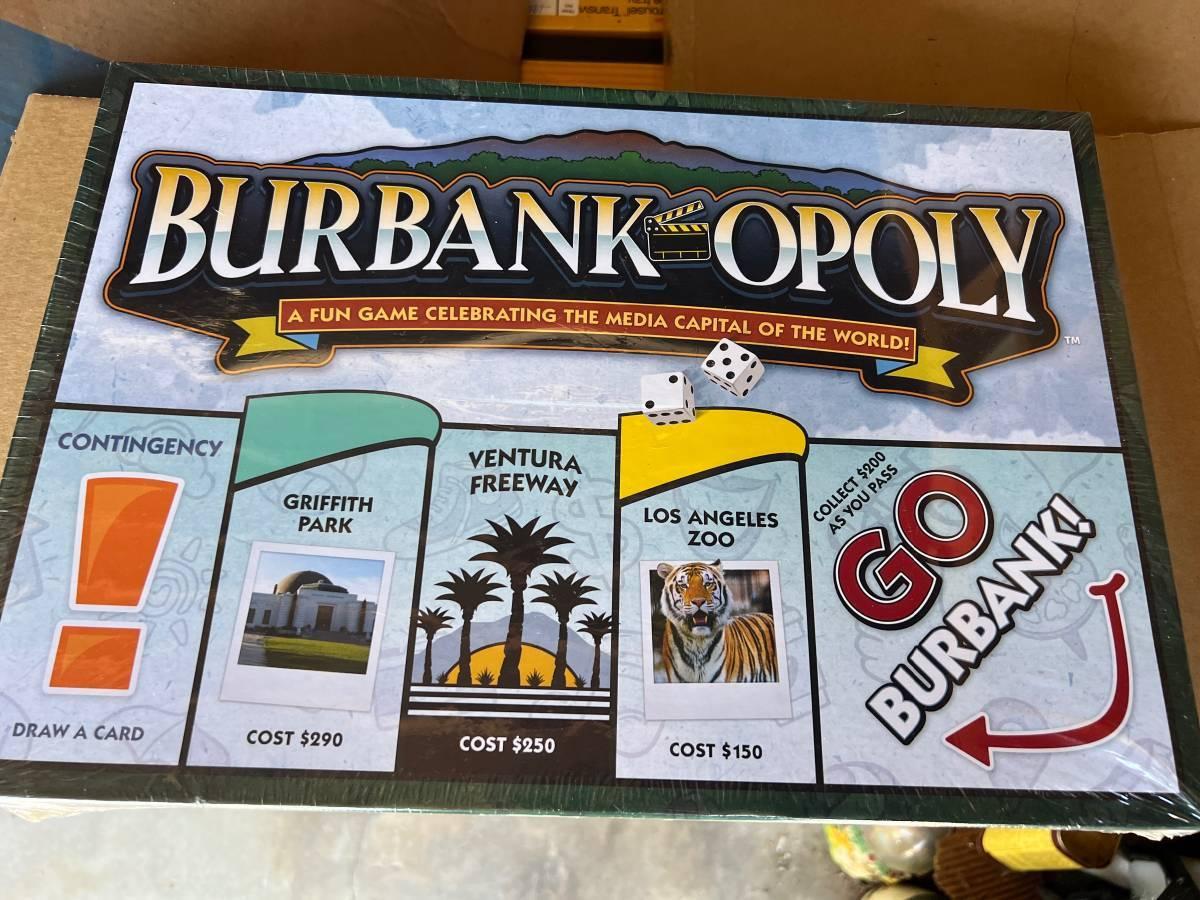 BURBANK OPOLY
A FUN GAME CELEBRATING THE MEDIA CAPITAL OF THE WORLD!
TM
CONTINGENCY
!
DRAW A CARD
GRIFFITH
PARK
COST $290
VENTURA
FREEWAY
COST $250
LOS ANGELES
ZOO
COST $150
COLLECT $200
AS YOU PASS
GO
BURBANK!